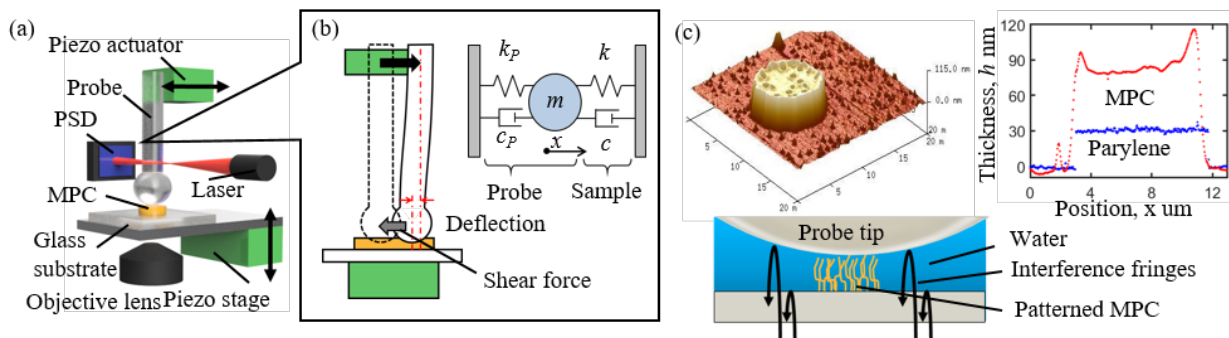 (a)
Piezo actuator
Probe
PSD
Laser
MPC
Glass
substrate
Objective lens
Piezo stage
(b)
k_P
k
m
c_P
x
c
Probe
Sample
Deflection
Shear force
(c)
115.0 nm
0.0 nm
20 m
15
10
5
5
10
15
20 m
Thickness, h nm
120
90
60
30
0
MPC
Parylene
0
4
8
12
Position, x um
Probe tip
Water
Interference fringes
Patterned MPC